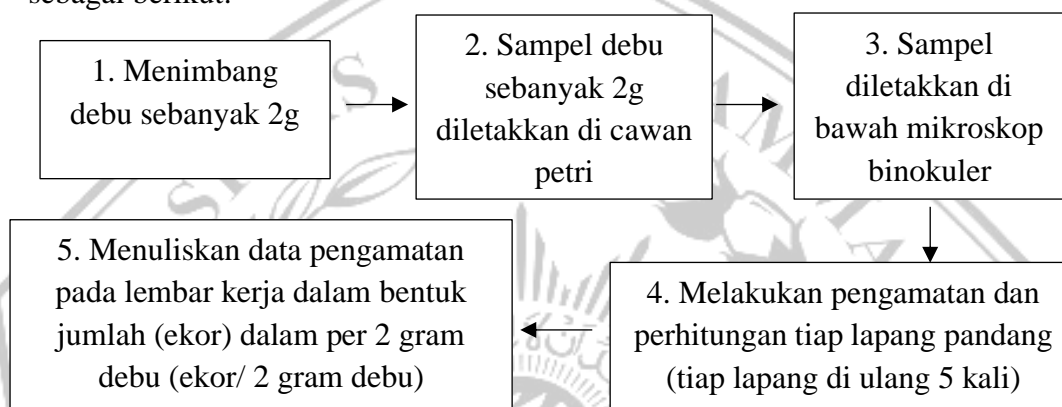 sebagai berikut:
1. Menimbang
debu sebanyak 2g
2. Sampel debu
sebanyak 2g
diletakkan di cawan
petri
3. Sampel
diletakkan di
bawah mikroskop
binokuler
4. Melakukan pengamatan dan
perhitungan tiap lapang pandang
(tiap lapang di ulang 5 kali)
5. Menuliskan data pengamatan
pada lembar kerja dalam bentuk
jumlah (ekor) dalam per 2 gram
debu (ekor/ 2 gram debu)